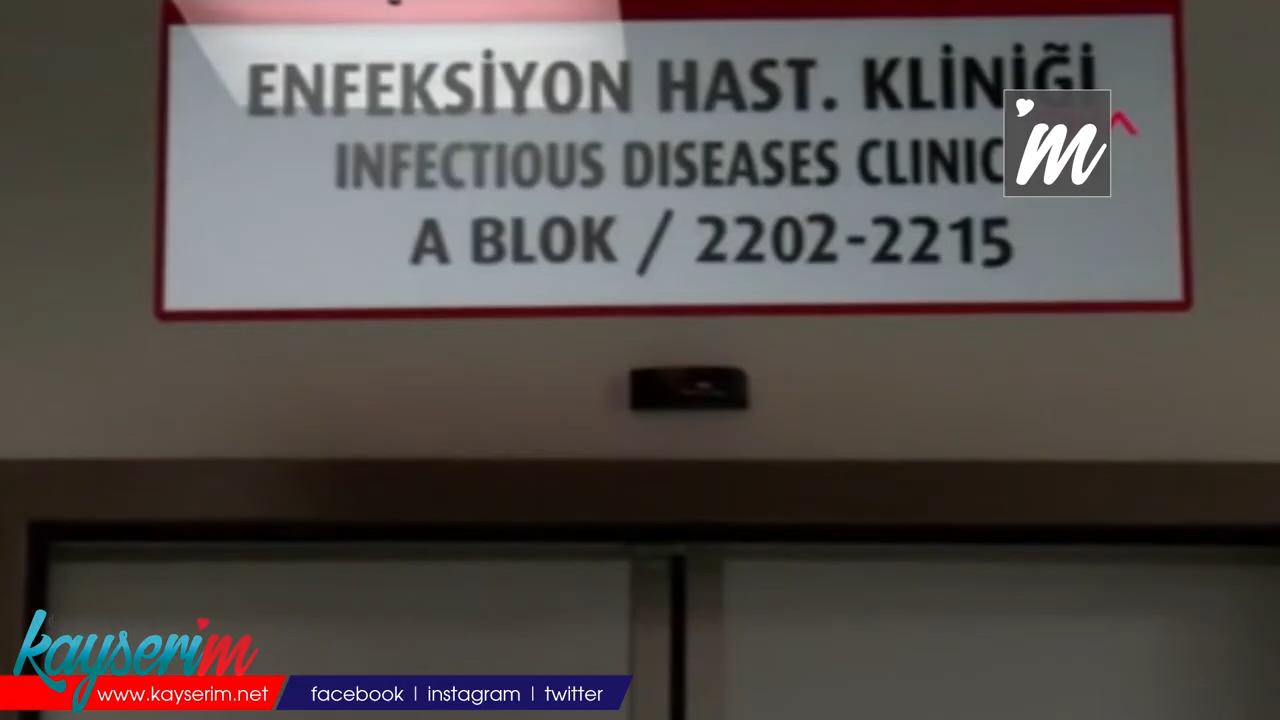 ENFEKSİYON HAST. KLİNİĞİ
INFECTIOUS DISEASES CLINIC
A BLOK / 2202-2215
'm
kayserim
www.kayserim.net
facebook | instagram | twitter